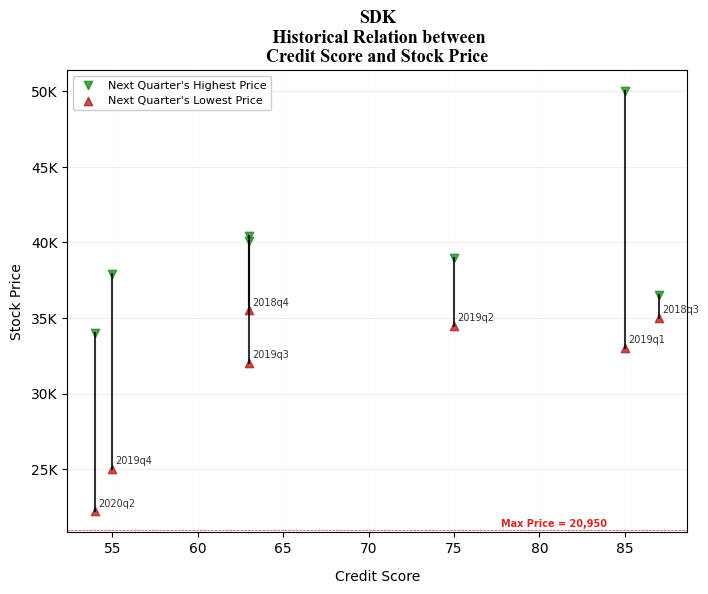 SDK
Historical Relation between
Credit Score and Stock Price
Next Quarter's Highest Price
Next Quarter's Lowest Price
50K
45K
40K
35K
30K
25K
Stock Price
2018q4
2018q3
2019q2
2019q1
2019q3
2019q4
2020q2
Max Price = 20,950
55 60 65 70 75 80 85
Credit Score